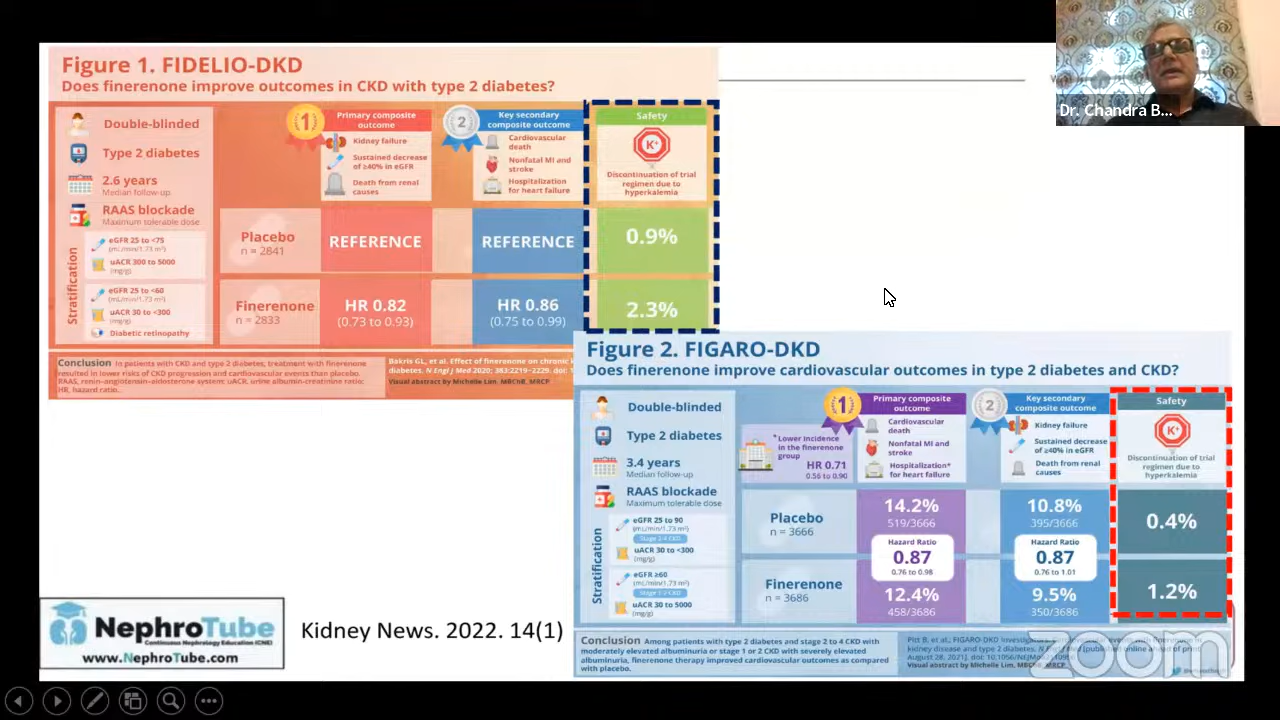 Figure 1. FIDELIO-DKD
Does finerenone improve outcomes in CKD with type 2 diabetes?
Double-blinded
Type 2 diabetes
2.6 years
Median follow-up
RAAS blockade
Maximum tolerable dose
Stratification
eGFR 25 to <75
(mL/min/1.73 m²)
uACR 300 to 5000
(mg/g)
eGFR 25 to <60
(mL/min/1.73 m²)
uACR 30 to <300
(mg/g)
Diabetic retinopathy
1
Primary composite
outcome
Kidney failure
Sustained decrease
of ≥40% in eGFR
Death from renal
causes
2
Key secondary
composite outcome
Cardiovascular
death
Nonfatal MI and
stroke
Hospitalization
for heart failure
Safety
K+
Discontinuation of trial
regimen due to
hyperkalemia
Placebo
n = 2841
REFERENCE
REFERENCE
0.9%
Finerenone
n = 2833
HR 0.82
(0.73 to 0.93)
HR 0.86
(0.75 to 0.99)
2.3%
Conclusion In patients with CKD and type 2 diabetes, treatment with finerenone
resulted in lower risks of CKD progression and cardiovascular events than placebo.
RAAS, renin-angiotensin-aldosterone system; uACR, urine albumin-creatinine ratio;
HR, hazard ratio.
Bakris GL, et al. Effect of finerenone on chronic
diabetes. N Engl J Med 2020; 383:2219–2229. doi: 1
Visual abstract by Michelle Lim, MBChB, MRCP
Figure 2. FIGARO-DKD
Does finerenone improve cardiovascular outcomes in type 2 diabetes and CKD?
Double-blinded
Type 2 diabetes
3.4 years
Median follow-up
RAAS blockade
Maximum tolerable dose
Stratification
eGFR 25 to 90
(mL/min/1.73 m²)
Stage 2-4 CKD
uACR 30 to <300
(mg/g)
eGFR ≥60
(mL/min/1.73 m²)
Stage 1-2 CKD
uACR 30 to 5000
(mg/g)
*Lower incidence
in the finerenone
group
HR 0.71
0.56 to 0.90
1
Primary composite
outcome
Cardiovascular
death
Nonfatal MI and
stroke
Hospitalization*
for heart failure
2
Key secondary
composite outcome
Kidney failure
Sustained decrease
of ≥40% in eGFR
Death from renal
causes
Safety
K+
Discontinuation of trial
regimen due to
hyperkalemia
Placebo
n = 3666
14.2%
519/3666
10.8%
395/3666
0.4%
Hazard Ratio
0.87
0.76 to 0.98
Hazard Ratio
0.87
0.76 to 1.01
Finerenone
n = 3686
12.4%
458/3686
9.5%
350/3686
1.2%
Conclusion Among patients with type 2 diabetes and stage 2 to 4 CKD with
moderately elevated albuminuria or stage 1 or 2 CKD with severely elevated
albuminuria, finerenone therapy improved cardiovascular outcomes as compared
with placebo.
Pitt B, et al.; FIGARO-DKD Investigators. Cardiovascular events with finerenone in
kidney disease and type 2 diabetes. N Engl J Med [published online ahead of print
August 28, 2021]. doi:
Visual abstract by Michelle Lim, MBChB, MRCP
NephroTube
Continuous Nephrology Education (CNE)
www.NephroTube.com
Kidney News. 2022. 14(1)
zoom
Dr. Chandra B...